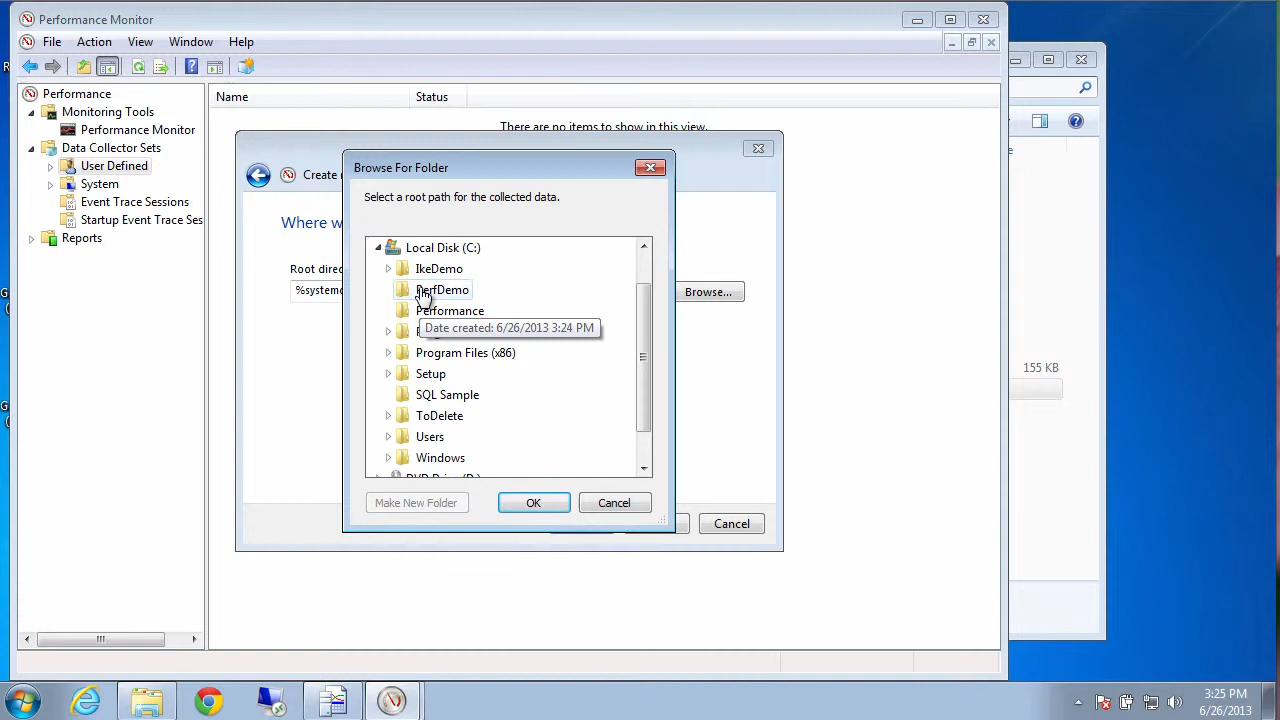 Performance Monitor
File Action View Window Help
Performance
Monitoring Tools
Performance Monitor
Data Collector Sets
User Defined
System
Event Trace Sessions
Startup Event Trace Ses
Reports
Name Status
There are no items to show in this view.
Create
Where w
Root direc
%systemd
Browse...
Cancel
Browse For Folder
Select a root path for the collected data.
Local Disk (C:)
IkeDemo
PerfDemo
Performance
Date created: 6/26/2013 3:24 PM
Program Files (x86)
Setup
SQL Sample
ToDelete
Users
Windows
Make New Folder OK Cancel
155 KB
3:25 PM
6/26/2013